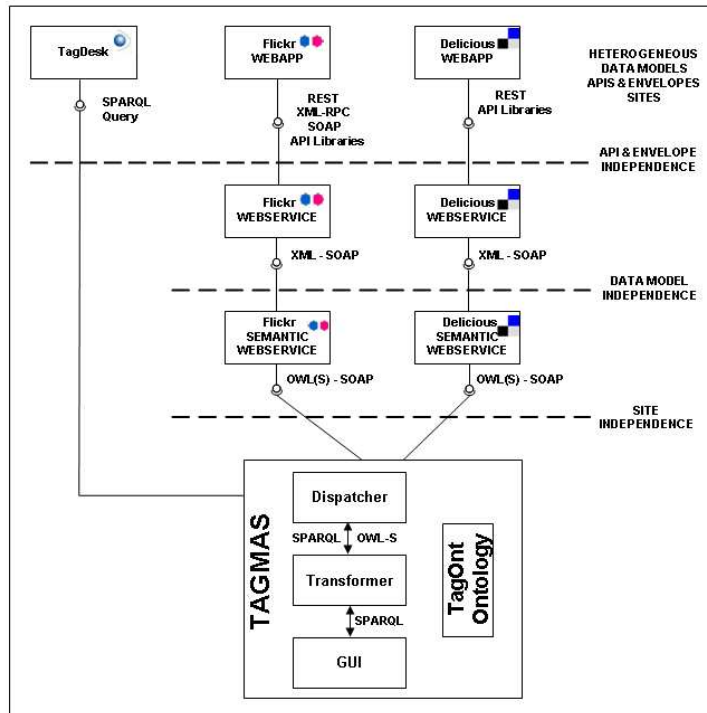 TagDesk
Flickr
WEBAPP
Delicious
WEBAPP
HETEROGENEOUS
DATA MODELS
APIS & ENVELOPES
SITES
SPARQL
Query
REST
XML-RPC
SOAP
API Libraries
REST
API Libraries
API & ENVELOPE
INDEPENDENCE
Flickr
WEBSERVICE
Delicious
WEBSERVICE
XML - SOAP
XML - SOAP
DATA MODEL
INDEPENDENCE
Flickr
SEMANTIC
WEBSERVICE
Delicious
SEMANTIC
WEBSERVICE
OWL(S) - SOAP
OWL(S) - SOAP
SITE
INDEPENDENCE
TAGMAS
Dispatcher
SPARQL
OWL-S
Transformer
SPARQL
GUI
TagOnt
Ontology